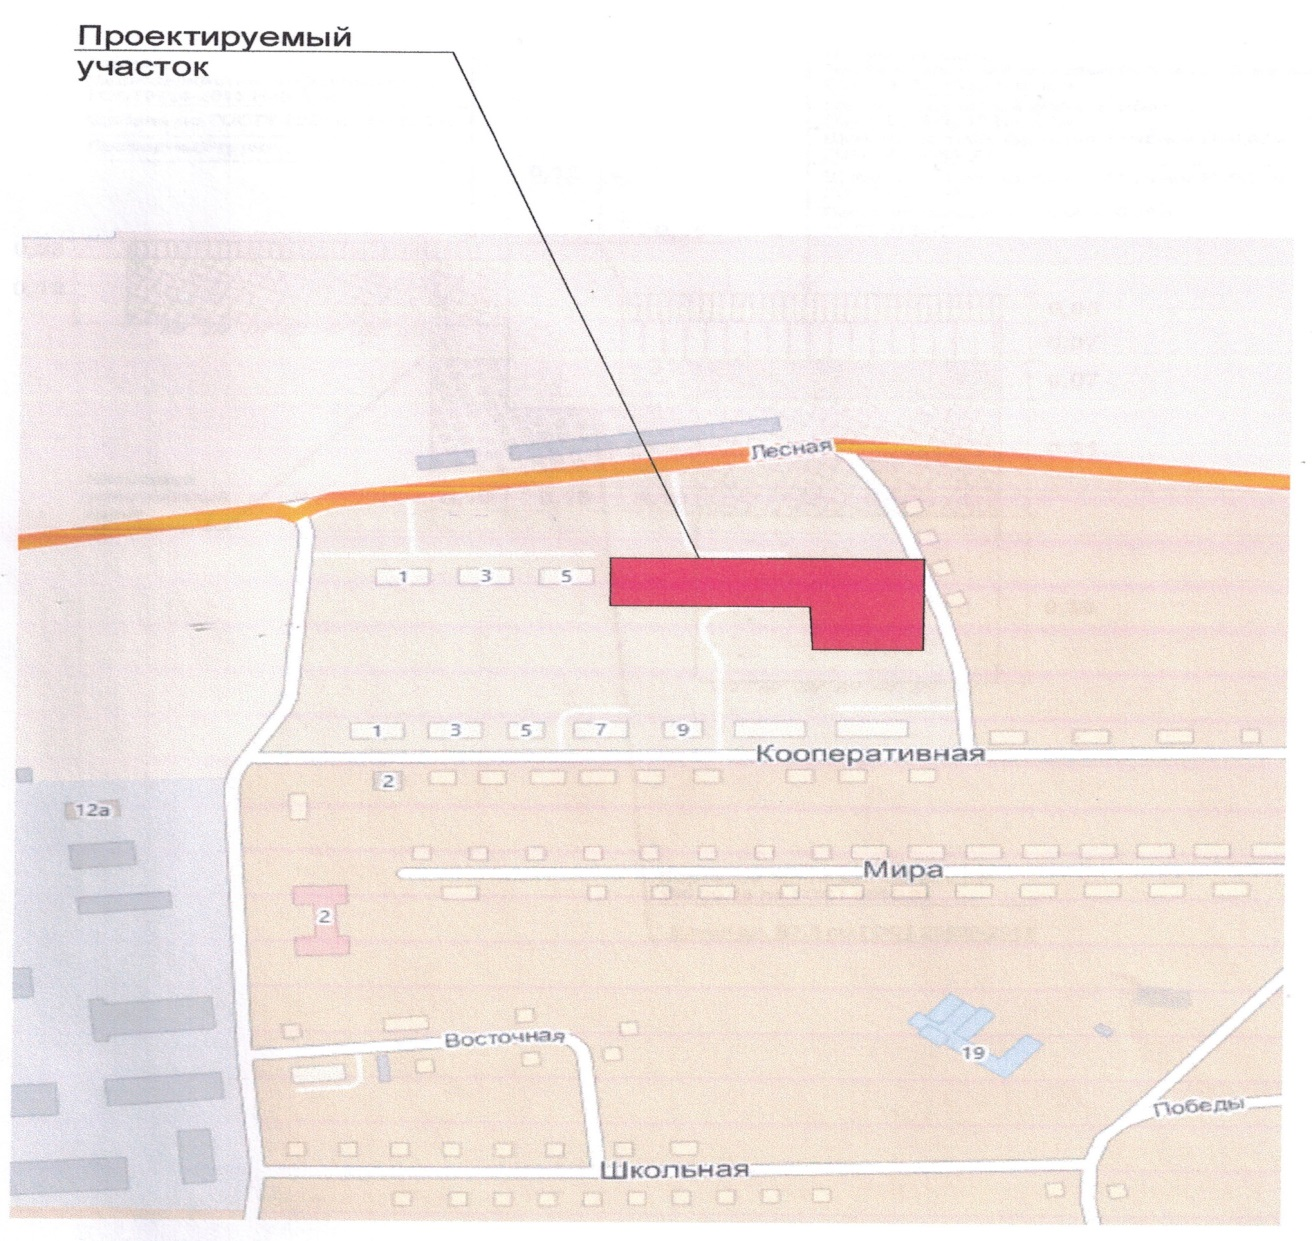 Проектируемый
участок
Лесная
1 3 5
1 3 5 7 9
Кооперативная
2
12а
Мира
2
Восточная
19
Победы
Школьная